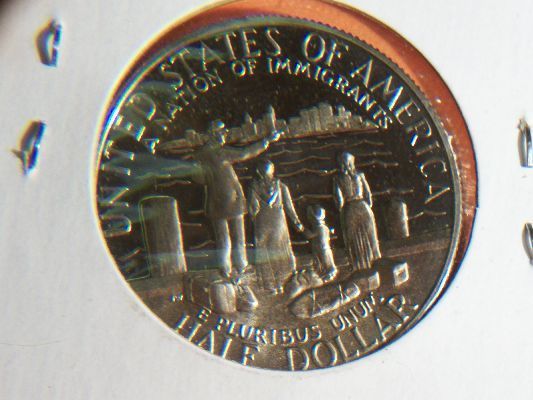 UNITED STATES OF AMERICA
A NATION OF IMMIGRANTS
E PLURIBUS UNUM
HALF DOLLAR